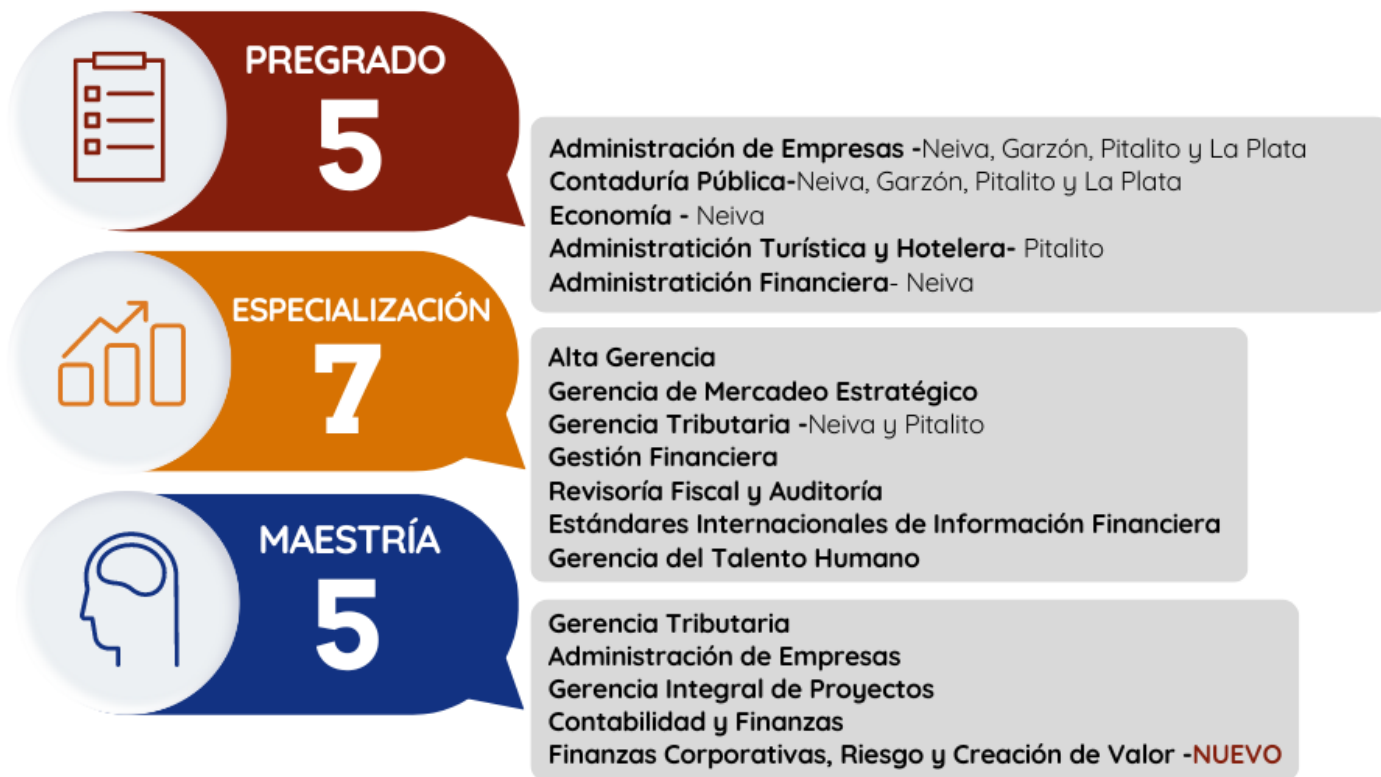 PREGRADO
5
Administración de Empresas -Neiva, Garzón, Pitalito y La Plata
Contaduría Pública-Neiva, Garzón, Pitalito y La Plata
Economía - Neiva
Administratición Turística y Hotelera- Pitalito
Administratición Financiera- Neiva
ESPECIALIZACIÓN
7
Alta Gerencia
Gerencia de Mercadeo Estratégico
Gerencia Tributaria -Neiva y Pitalito
Gestión Financiera
Revisoría Fiscal y Auditoría
Estándares Internacionales de Información Financiera
Gerencia del Talento Humano
MAESTRÍA
5
Gerencia Tributaria
Administración de Empresas
Gerencia Integral de Proyectos
Contabilidad y Finanzas
Finanzas Corporativas, Riesgo y Creación de Valor -NUEVO